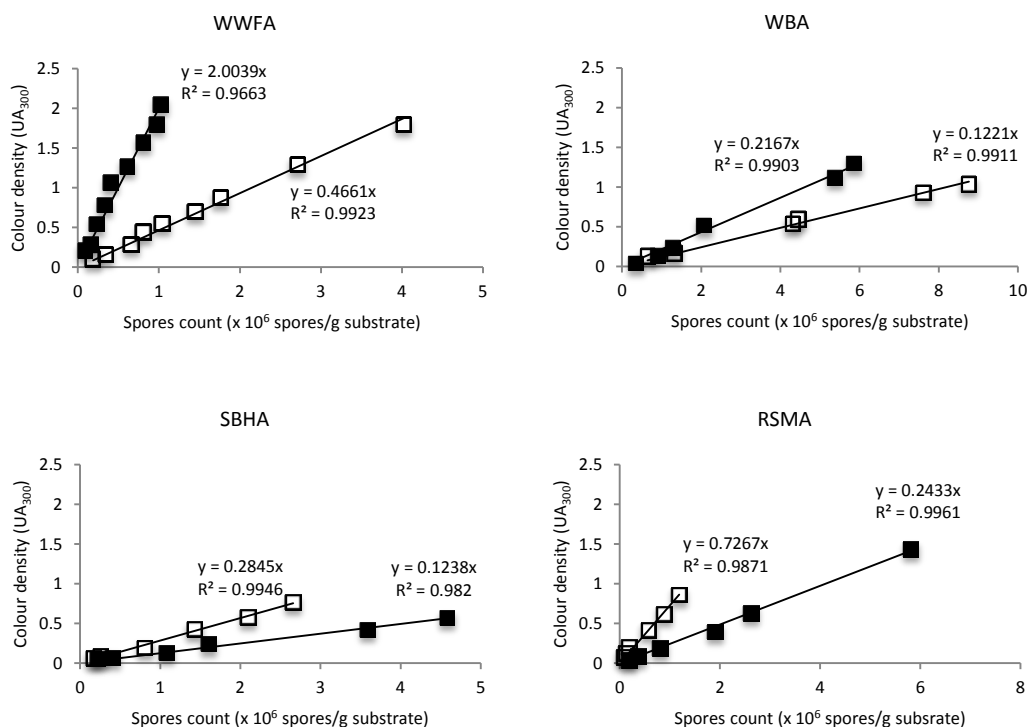 WWFA
Colour density (UA₃₀₀)
2.5
2
1.5
1
0.5
0
y = 2.0039x
R² = 0.9663
y = 0.4661x
R² = 0.9923
0 1 2 3 4 5
Spores count (x 10⁶ spores/g substrate)
WBA
Colour density (UA₃₀₀)
2.5
2
1.5
1
0.5
0
y = 0.2167x
R² = 0.9903
y = 0.1221x
R² = 0.9911
0 2 4 6 8 10
Spores count (x 10⁶ spores/g substrate)
SBHA
Colour density (UA₃₀₀)
2.5
2
1.5
1
0.5
0
y = 0.2845x
R² = 0.9946
y = 0.1238x
R² = 0.982
0 1 2 3 4 5
Spores count (x 10⁶ spores/g substrate)
RSMA
Colour density (UA₃₀₀)
2.5
2
1.5
1
0.5
0
y = 0.7267x
R² = 0.9871
y = 0.2433x
R² = 0.9961
0 2 4 6 8
Spores count (x 10⁶ spores/g substrate)